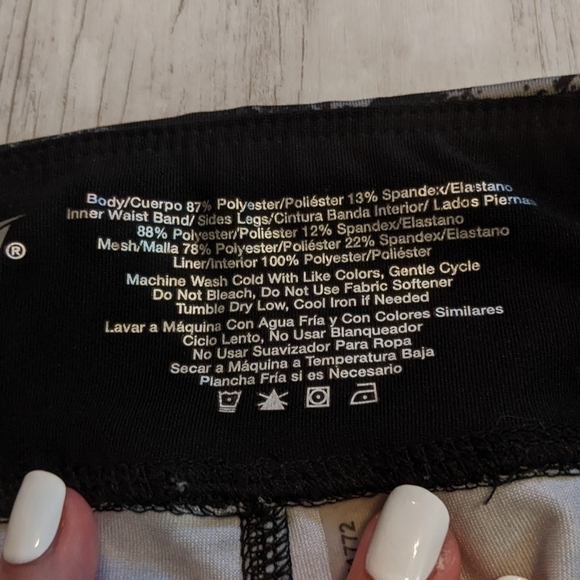 Body/Cuerpo 87% Polyester/Poliéster 13% Spandex/Elastano
Inner Waist Band/ Sides Legs/Cintura Banda Interior/ Lados Piernas
88% Polyester/Poliéster 12% Spandex/Elastano
Mesh/Malla 78% Polyester/Poliéster 22% Spandex/Elastano
Liner/Interior 100% Polyester/Poliéster
Machine Wash Cold With Like Colors, Gentle Cycle
Do Not Bleach, Do Not Use Fabric Softener
Tumble Dry Low, Cool Iron if Needed
Lavar a Máquina Con Agua Fría y Con Colores Similares
Ciclo Lento, No Usar Blanqueador
No Usar Suavizador Para Ropa
Secar a Máquina a Temperatura Baja
Plancha Fría si es Necesario
®
1772